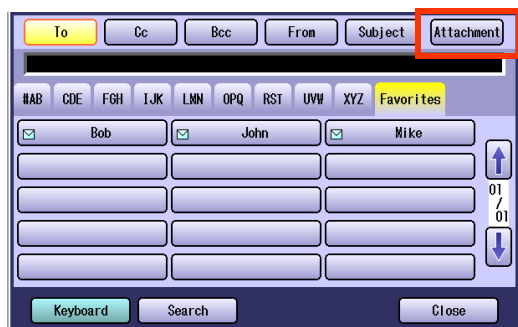 To Cc Bcc From Subject Attachment
#AB CDE FGH IJK LMN OPQ RST UVW XYZ Favorites
Bob John Mike
01
/
01
Keyboard Search Close